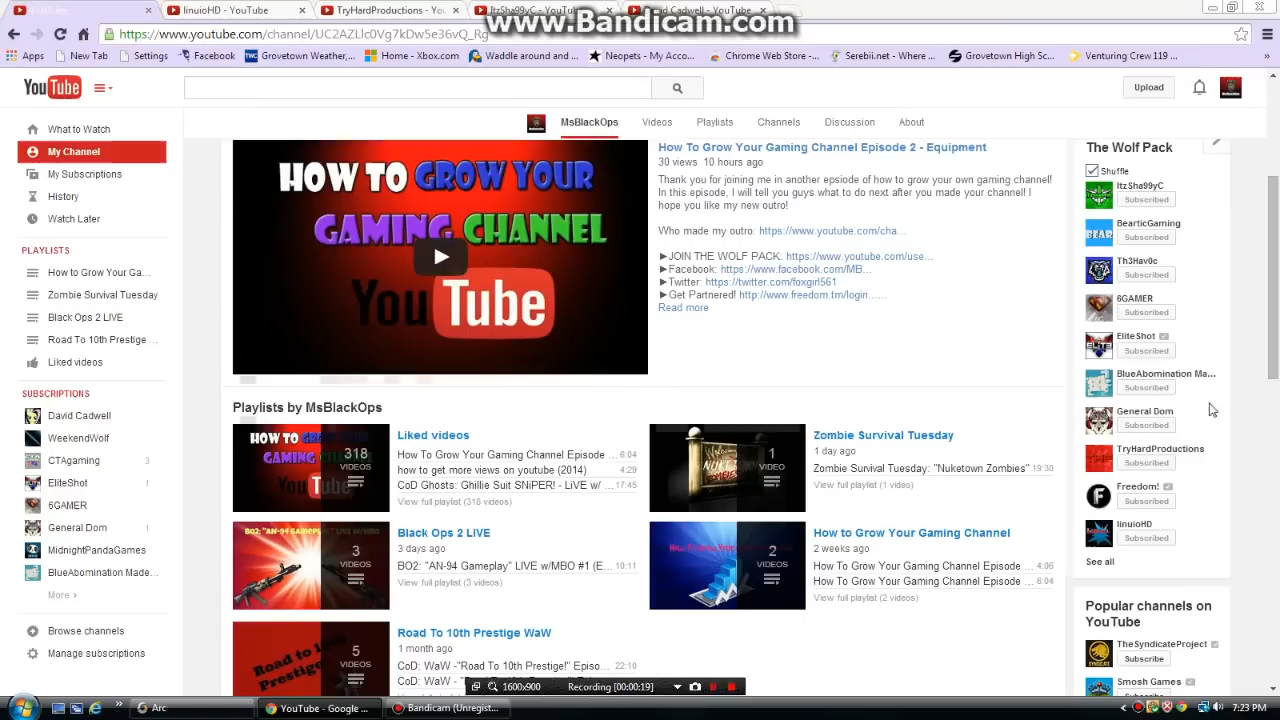 linuioHD - YouTube
TryHardProductions - Yo
ItzSha99yC - YouTube
Cadwell - YouTube
www.Bandicam.com
https://www.youtube.com/channel/UC2AZLlc0Vg7kDw5e36vQ_Rg
Apps
New Tab
Settings
Facebook
Grovetown Weather,...
Home - Xbox.com
Waddle around and...
Neopets - My Accou...
Chrome Web Store -...
Serebii.net - Where...
Grovetown High Sc...
Venturing Crew 119...
YouTube
Upload
What to Watch
My Channel
My Subscriptions
History
Watch Later
PLAYLISTS
How to Grow Your Ga...
Zombie Survival Tuesday
Black Ops 2 LIVE
Road To 10th Prestige ...
Liked videos
SUBSCRIPTIONS
David Cadwell
WeekendWolf
CTAgaming 3
EliteShot 1
6GAMER
General Dom 1
MidnightPandaGames
BlueAbomination Made...
More
Browse channels
Manage subscriptions
MsBlackOps
Videos
Playlists
Channels
Discussion
About
HOW TO GROW YOUR
GAMING CHANNEL
YouTube
How To Grow Your Gaming Channel Episode 2 - Equipment
30 views 10 hours ago
Thank you for joining me in another epsiode of how to grow your own gaming channel!
In this episode, I will tell you guys what to do next after you made your channel! I
hope you like my new outro!
Who made my outro: https://www.youtube.com/cha...
►JOIN THE WOLF PACK: https://www.youtube.com/use...
►Facebook: https://www.facebook.com/MB...
►Twitter: https://twitter.com/foxgirl561
►Get Partnered! http://www.freedom.tm/login......
Read more
Playlists by MsBlackOps
318
VIDEOS
Liked videos
How To Grow Your Gaming Channel Episode ... 6:04
how to get more views on youtube (2014) 4:29
CoD Ghosts: Ghillie Suit SNiPER! - LiVE w/ ... 17:45
View full playlist (318 videos)
1
VIDEO
Zombie Survival Tuesday
1 day ago
Zombie Survival Tuesday: "Nuketown Zombies" 19:30
View full playlist (1 video)
3
VIDEOS
Black Ops 2 LIVE
3 days ago
BO2: "AN-94 Gameplay" LIVE w/MBO #1 (E... 10:11
View full playlist (3 videos)
2
VIDEOS
How to Grow Your Gaming Channel
2 weeks ago
How To Grow Your Gaming Channel Episode ... 4:06
How To Grow Your Gaming Channel Episode ... 6:04
View full playlist (2 videos)
Road to 10th
Prestige
5
VIDEOS
Road To 10th Prestige WaW
1 month ago
CoD: WaW -"Road To 10th Prestige!" Episo... 22:10
The Wolf Pack
Shuffle
ItzSha99yC
Subscribed
BearticGaming
Subscribed
Th3Hav0c
Subscribed
6GAMER
Subscribed
EliteShot
Subscribed
BlueAbomination Ma...
Subscribed
General Dom
Subscribed
TryHardProductions
Subscribed
Freedom!
Subscribed
linuioHD
Subscribed
See all
Popular channels on
YouTube
TheSyndicateProject
Subscribe
Smosh Games
1600x900
Recording [00:00:19]
Arc
YouTube - Google ...
Bandicam (Unregist...
7:23 PM